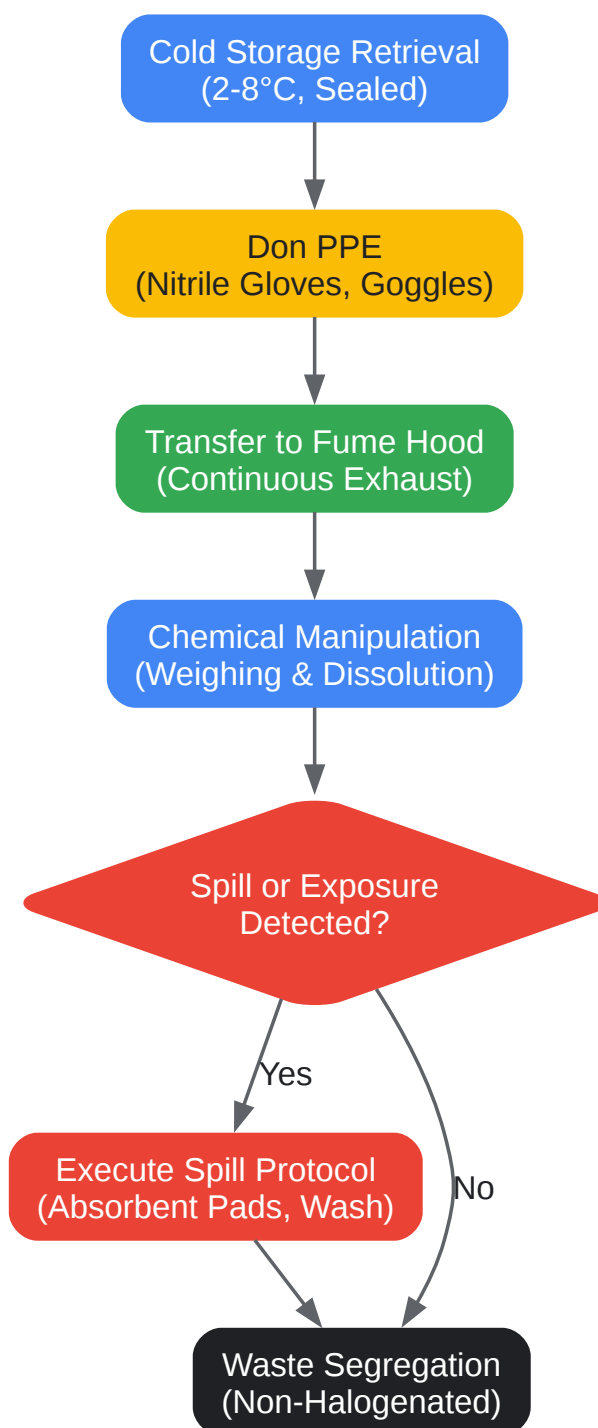 Cold Storage Retrieval
(2-8°C, Sealed)
Don PPE
(Nitrile Gloves, Goggles)
Transfer to Fume Hood
(Continuous Exhaust)
Chemical Manipulation
(Weighing & Dissolution)
Spill or Exposure
Detected?
Yes
Execute Spill Protocol
(Absorbent Pads, Wash)
No
Waste Segregation
(Non-Halogenated)